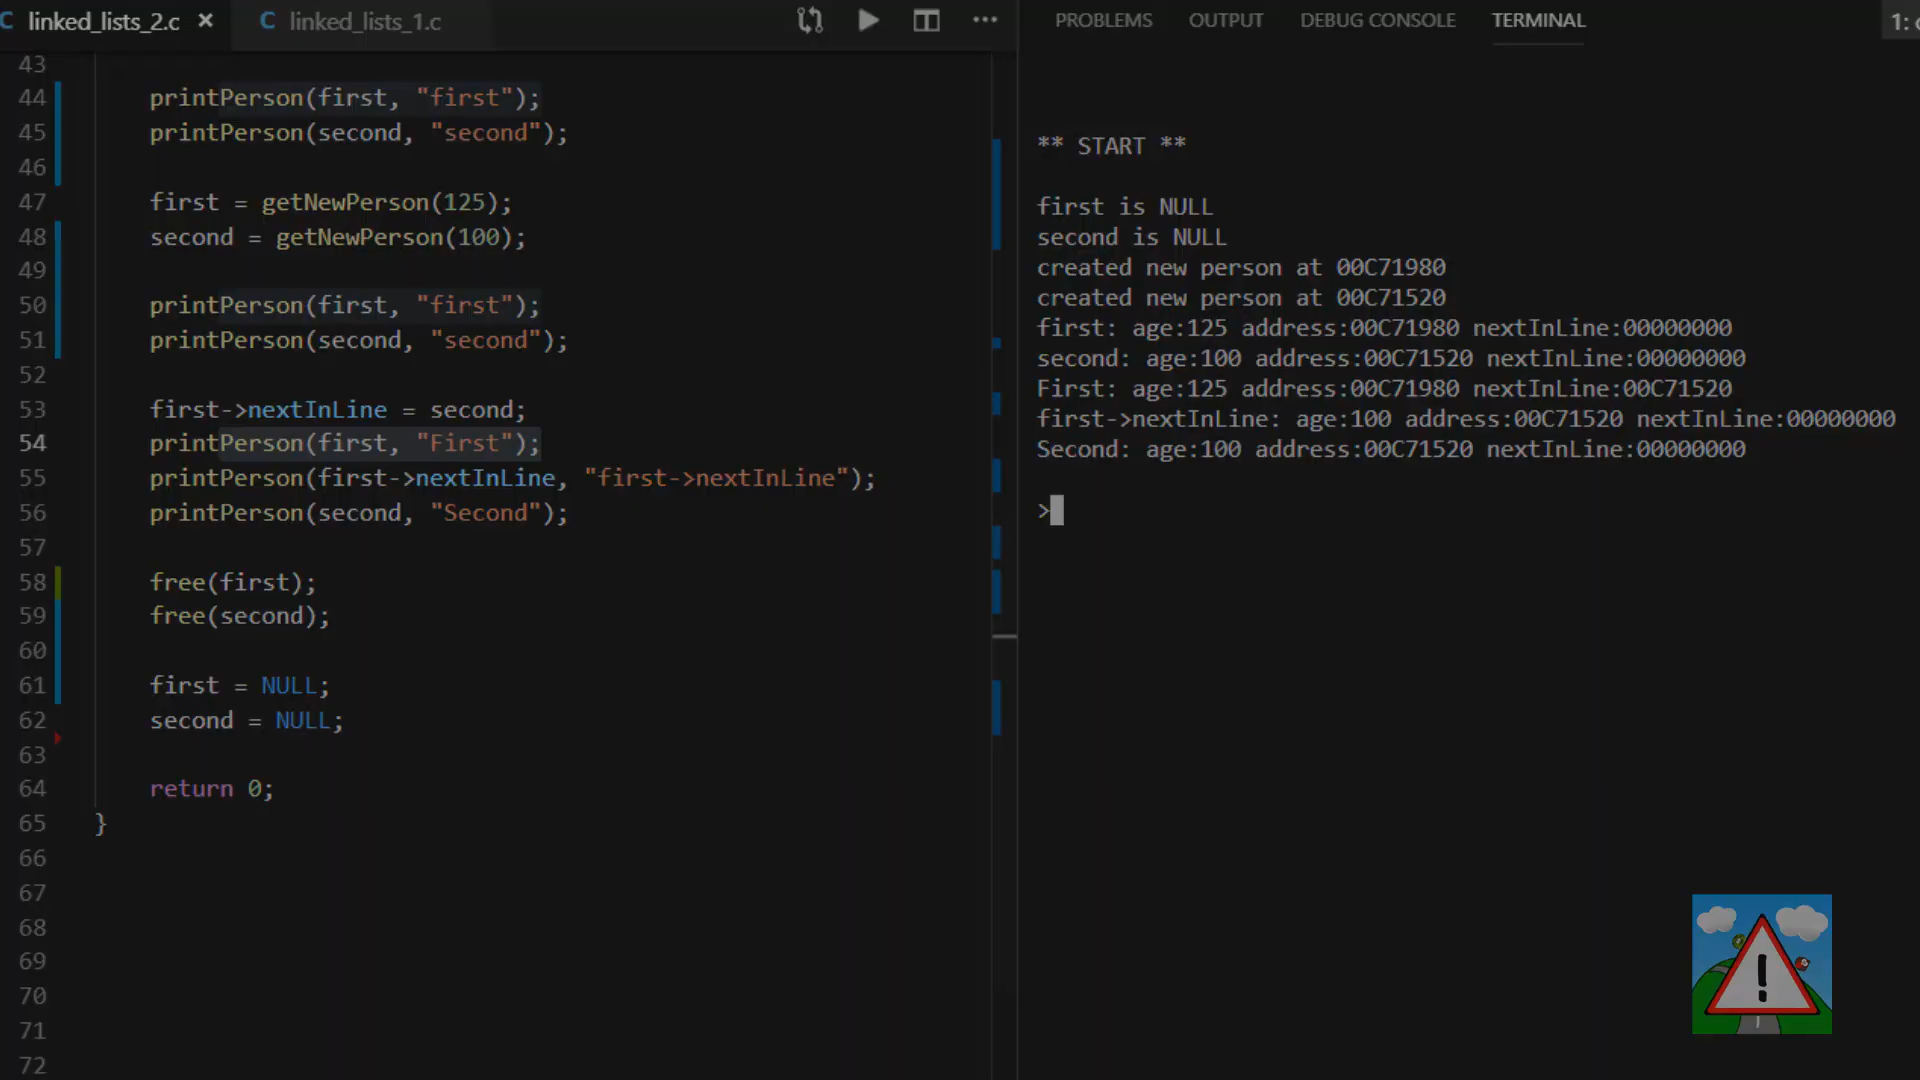 linked_lists_2.c
linked_lists_1.c
43
44 printPerson(first, "first");
45 printPerson(second, "second");
46
47 first = getNewPerson(125);
48 second = getNewPerson(100);
49
50 printPerson(first, "first");
51 printPerson(second, "second");
52
53 first->nextInLine = second;
54 printPerson(first, "First");
55 printPerson(first->nextInLine, "first->nextInLine");
56 printPerson(second, "Second");
57
58 free(first);
59 free(second);
60
61 first = NULL;
62 second = NULL;
63
64 return 0;
65 }
66
67
68
69
70
71
72
PROBLEMS OUTPUT DEBUG CONSOLE TERMINAL 1:
** START **
first is NULL
second is NULL
created new person at 00C71980
created new person at 00C71520
first: age:125 address:00C71980 nextInLine:00000000
second: age:100 address:00C71520 nextInLine:00000000
First: age:125 address:00C71980 nextInLine:00C71520
first->nextInLine: age:100 address:00C71520 nextInLine:00000000
Second: age:100 address:00C71520 nextInLine:00000000
>
!